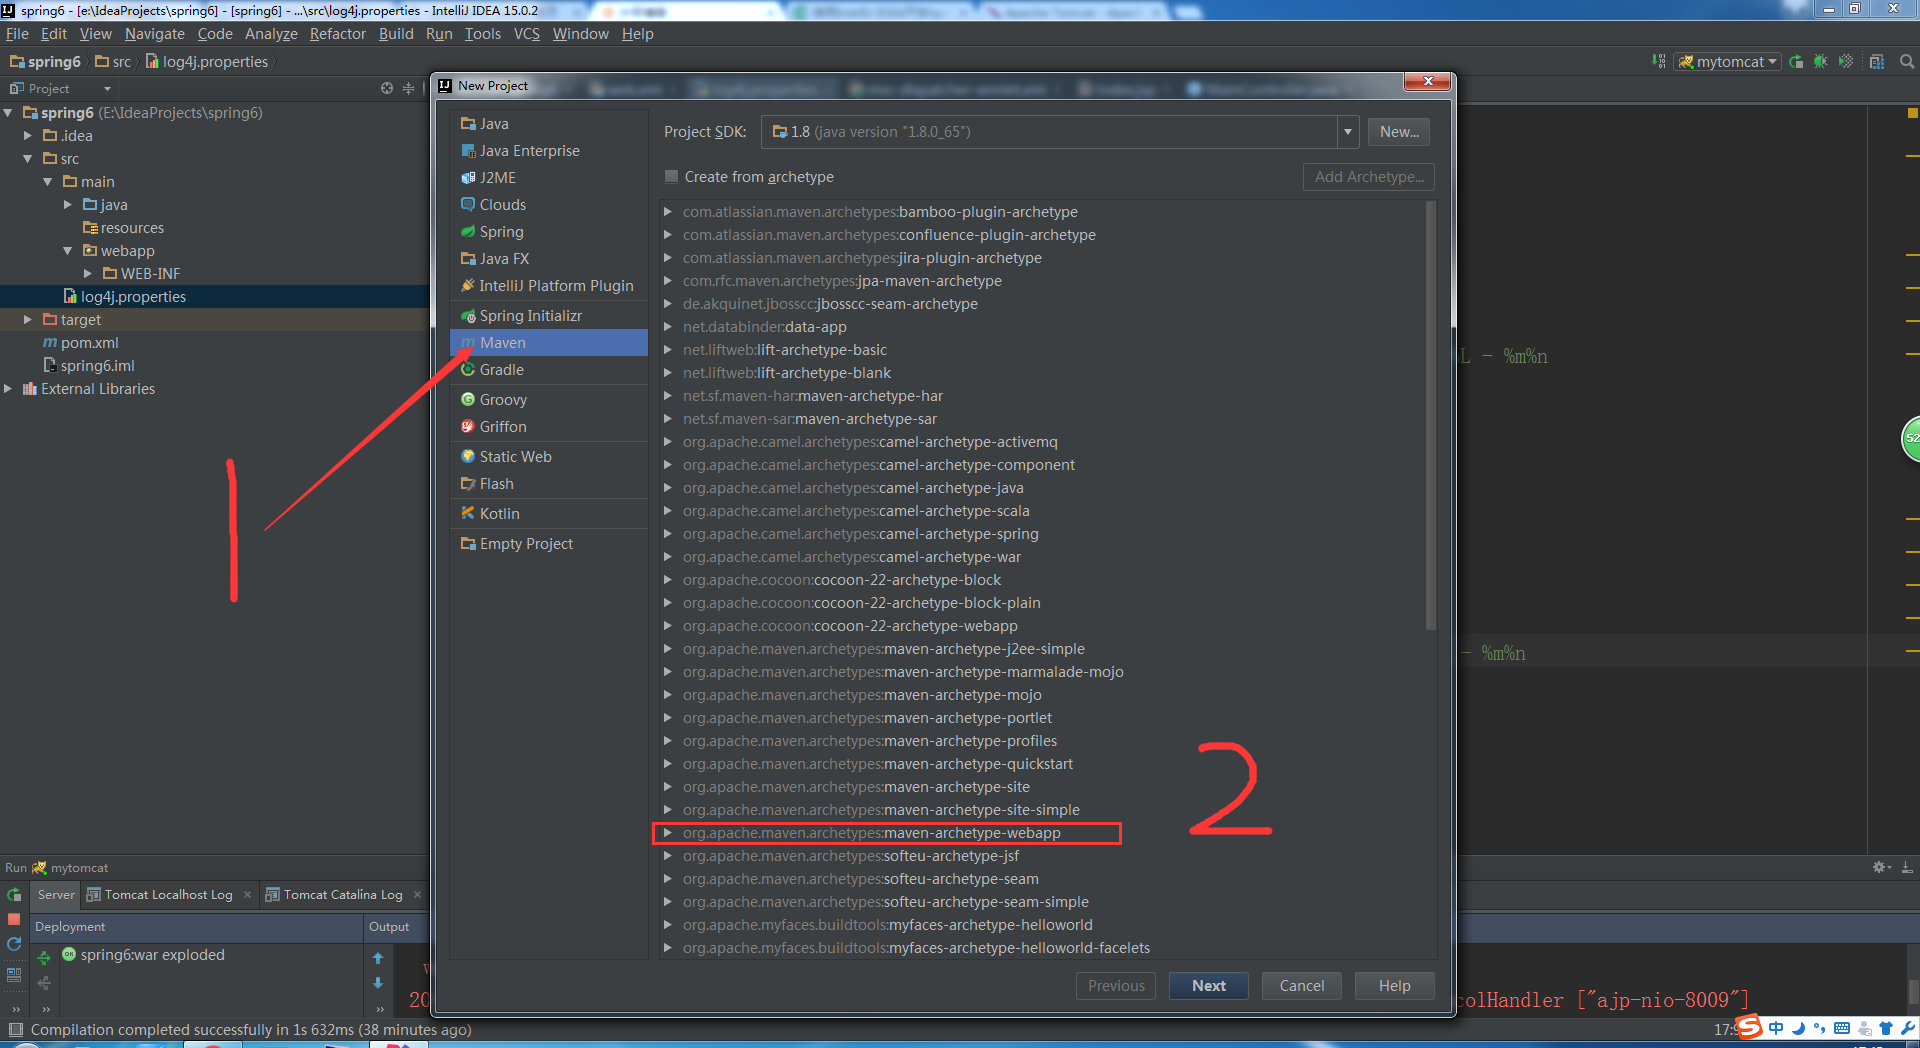 spring6 - [e:\IdeaProjects\spring6] - [spring6] - ...\src\log4j.properties - IntelliJ IDEA 15.0.2
File Edit View Navigate Code Analyze Refactor Build Run Tools VCS Window Help
spring6 src log4j.properties
mytomcat
Project
spring6 (E:\IdeaProjects\spring6)
.idea
src
main
java
resources
webapp
WEB-INF
log4j.properties
target
pom.xml
spring6.iml
External Libraries
New Project
Java
Java Enterprise
J2ME
Clouds
Spring
Java FX
IntelliJ Platform Plugin
Spring Initializr
Maven
Gradle
Groovy
Griffon
Static Web
Flash
Kotlin
Empty Project
Project SDK: 1.8 (java version "1.8.0_65") New...
Create from archetype Add Archetype...
com.atlassian.maven.archetypes:bamboo-plugin-archetype
com.atlassian.maven.archetypes:confluence-plugin-archetype
com.atlassian.maven.archetypes:jira-plugin-archetype
com.rfc.maven.archetypes:jpa-maven-archetype
de.akquinet.jbosscc:jbosscc-seam-archetype
net.databinder:data-app
net.liftweb:lift-archetype-basic
net.liftweb:lift-archetype-blank
net.sf.maven-har:maven-archetype-har
net.sf.maven-sar:maven-archetype-sar
org.apache.camel.archetypes:camel-archetype-activemq
org.apache.camel.archetypes:camel-archetype-component
org.apache.camel.archetypes:camel-archetype-java
org.apache.camel.archetypes:camel-archetype-scala
org.apache.camel.archetypes:camel-archetype-spring
org.apache.camel.archetypes:camel-archetype-war
org.apache.cocoon:cocoon-22-archetype-block
org.apache.cocoon:cocoon-22-archetype-block-plain
org.apache.cocoon:cocoon-22-archetype-webapp
org.apache.maven.archetypes:maven-archetype-j2ee-simple
org.apache.maven.archetypes:maven-archetype-marmalade-mojo
org.apache.maven.archetypes:maven-archetype-mojo
org.apache.maven.archetypes:maven-archetype-portlet
org.apache.maven.archetypes:maven-archetype-profiles
org.apache.maven.archetypes:maven-archetype-quickstart
org.apache.maven.archetypes:maven-archetype-site
org.apache.maven.archetypes:maven-archetype-site-simple
org.apache.maven.archetypes:maven-archetype-webapp
org.apache.maven.archetypes:softeu-archetype-jsf
org.apache.maven.archetypes:softeu-archetype-seam
org.apache.maven.archetypes:softeu-archetype-seam-simple
org.apache.myfaces.buildtools:myfaces-archetype-helloworld
org.apache.myfaces.buildtools:myfaces-archetype-helloworld-facelets
Previous Next Cancel Help
1
2
L - %m%n
- %m%n
52
Run mytomcat
Server Tomcat Localhost Log Tomcat Catalina Log
Deployment Output
spring6:war exploded
20
colHandler ["ajp-nio-8009"]
Compilation completed successfully in 1s 632ms (38 minutes ago)
17:
中